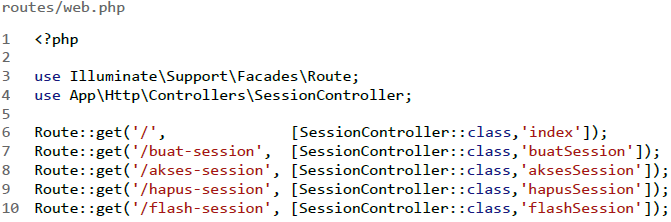 routes/web.php
1 <?php
2
3 use Illuminate\Support\Facades\Route;
4 use App\Http\Controllers\SessionController;
5
6 Route::get('/', [SessionController::class,'index']);
7 Route::get('/buat-session', [SessionController::class,'buatSession']);
8 Route::get('/akses-session', [SessionController::class,'aksesSession']);
9 Route::get('/hapus-session', [SessionController::class,'hapusSession']);
10 Route::get('/flash-session', [SessionController::class,'flashSession']);